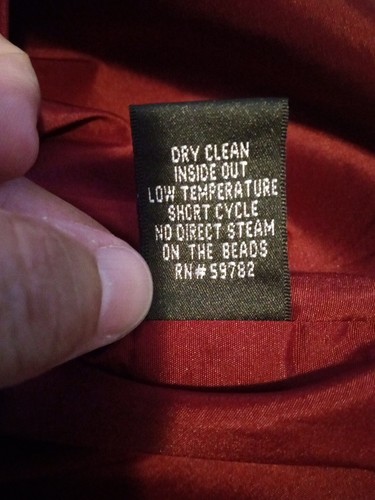 DRY CLEAN
INSIDE OUT
LOW TEMPERATURE
SHORT CYCLE
NO DIRECT STEAM
ON THE BEADS
RN# 59782